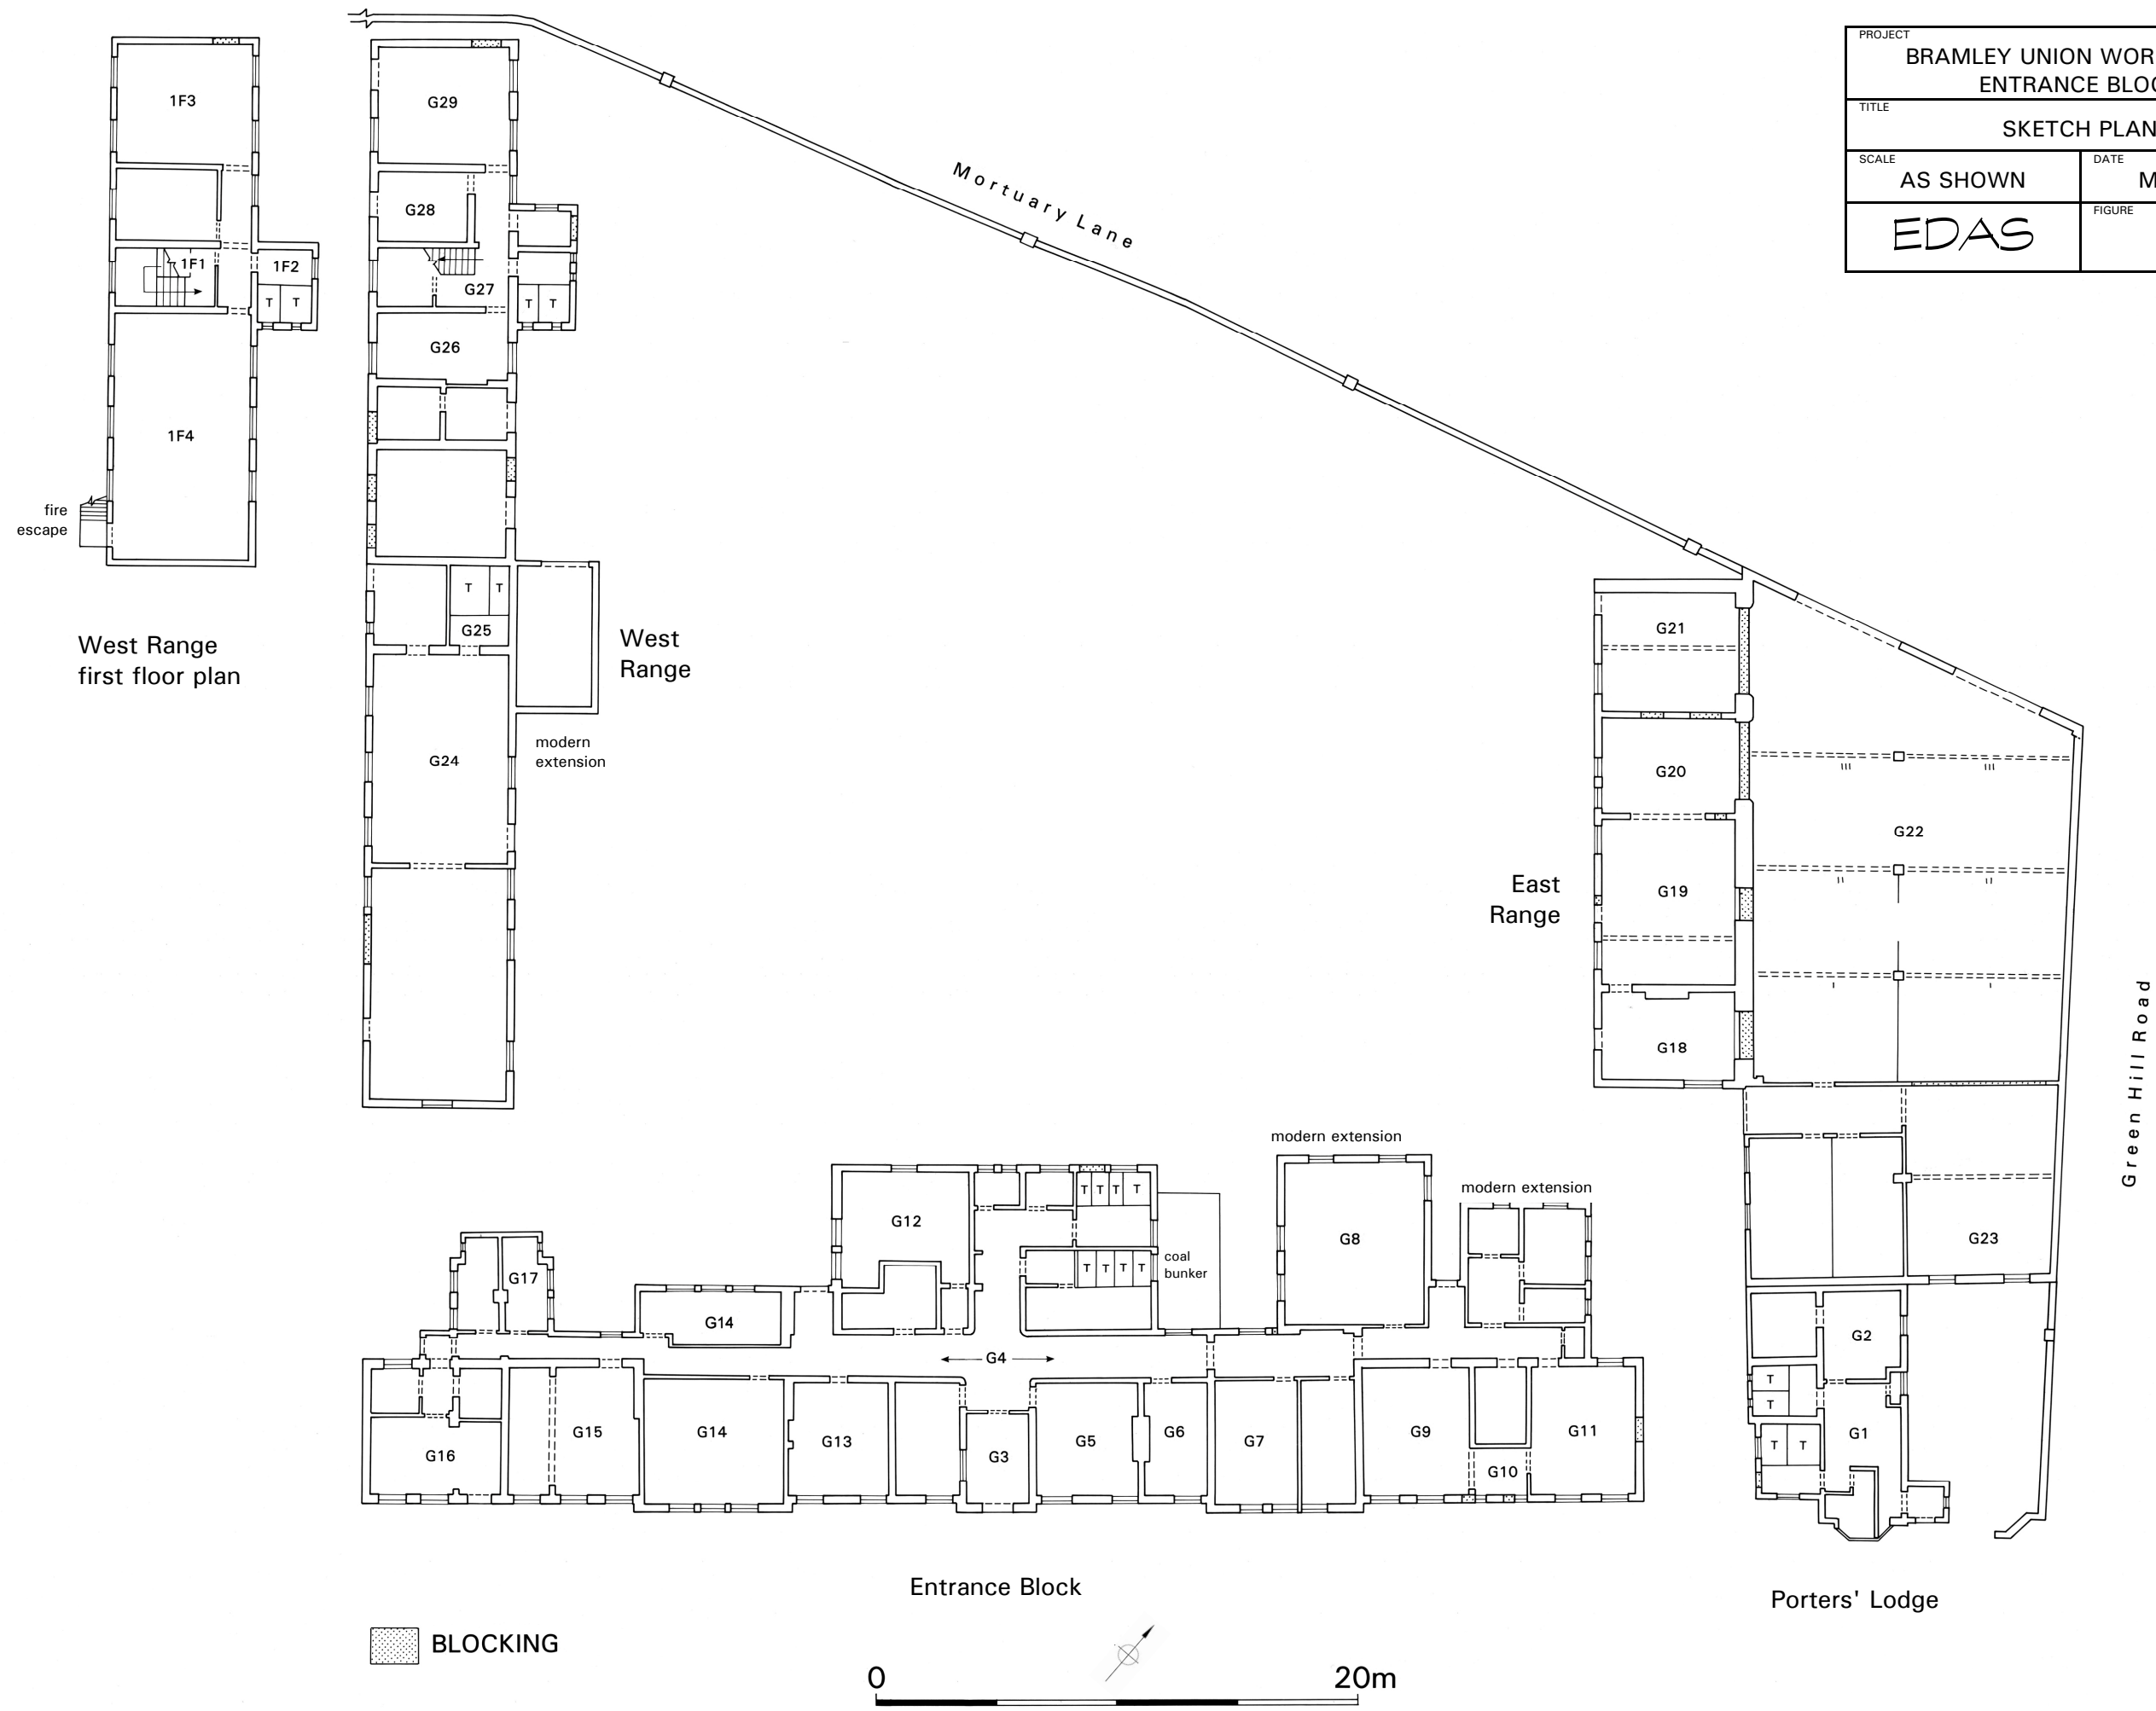 PROJECT
BRAMLEY UNION WOR
ENTRANCE BLOC
TITLE
SKETCH PLAN
SCALE
AS SHOWN
DATE
M
EDAS
FIGURE
1F3
1F1
1F2
T T
1F4
fire
escape
West Range
first floor plan
G29
G28
G27
T T
G26
T T
G25
West
Range
modern
extension
G24
Mortuary Lane
G21
G20
G22
III III
East
Range
G19
II II
I I
G18
Green Hill Road
G23
G2
T
T
G1
T T
Porters' Lodge
modern extension
modern extension
G12
T T T T
G8
coal
bunker
T T T T
G17
G14
G4
G16
G15
G14
G13
G3
G5
G6
G7
G9
G10
G11
Entrance Block
BLOCKING
0 20m